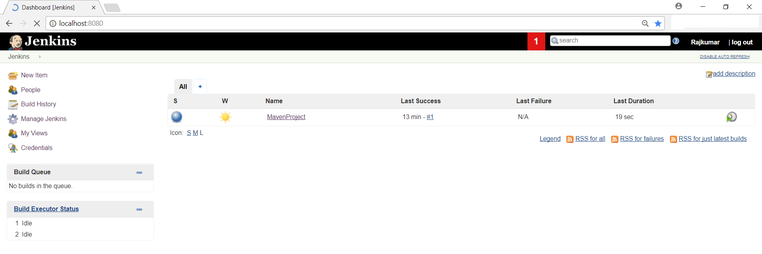 Dashboard [Jenkins]
localhost:8080
Jenkins
1
search
Rajkumar
| log out
Jenkins
DISABLE AUTO REFRESH
New Item
People
Build History
Manage Jenkins
My Views
Credentials
add description
All +
S W Name Last Success Last Failure Last Duration
MavenProject 13 min - #1 N/A 19 sec
Icon: S M L
Legend RSS for all RSS for failures RSS for just latest builds
Build Queue
No builds in the queue.
Build Executor Status
1 Idle
2 Idle